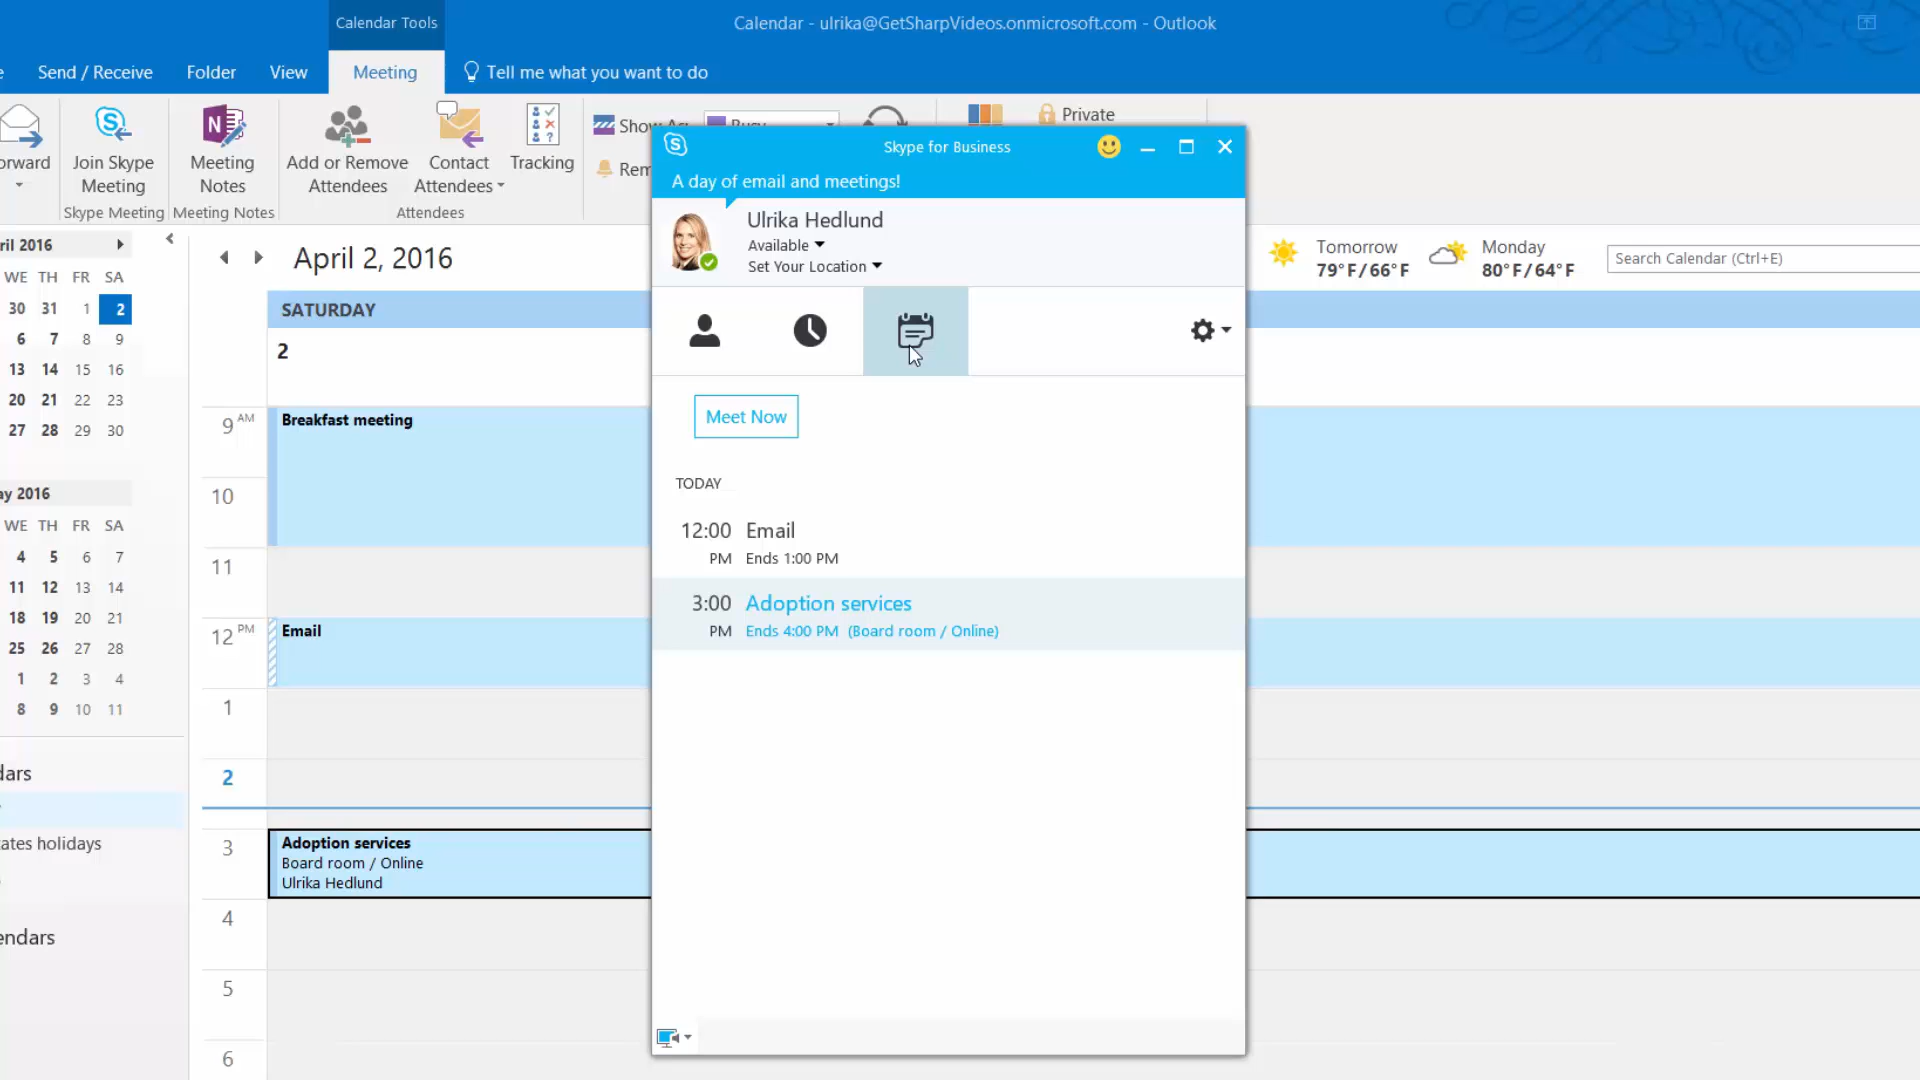 Calendar Tools
Calendar - ulrika@GetSharpVideos.onmicrosoft.com - Outlook
Send / Receive
Folder
View
Meeting
Tell me what you want to do
orward
Join Skype
Meeting
Skype Meeting
Meeting
Notes
Meeting Notes
Add or Remove
Attendees
Contact
Attendees
Tracking
Attendees
Show As
Busy
Rem
Private
Skype for Business
A day of email and meetings!
Ulrika Hedlund
Available
Set Your Location
Meet Now
TODAY
12:00 Email
PM Ends 1:00 PM
3:00 Adoption services
PM Ends 4:00 PM (Board room / Online)
ril 2016
WE TH FR SA
30 31 1 2
6 7 8 9
13 14 15 16
20 21 22 23
27 28 29 30
ay 2016
WE TH FR SA
4 5 6 7
11 12 13 14
18 19 20 21
25 26 27 28
1 2 3 4
8 9 10 11
dars
ates holidays
endars
April 2, 2016
Tomorrow
79°F/66°F
Monday
80°F/64°F
Search Calendar (Ctrl+E)
SATURDAY
2
9 AM
Breakfast meeting
10
11
12 PM
Email
1
2
3
Adoption services
Board room / Online
Ulrika Hedlund
4
5
6